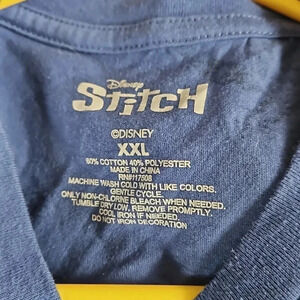 Disney
STiTCH
©DISNEY
XXL
60% COTTON 40% POLYESTER
MADE IN CHINA
RN#117508
MACHINE WASH COLD WITH LIKE COLORS.
GENTLE CYCLE.
ONLY NON-CHLORINE BLEACH WHEN NEEDED.
TUMBLE DRY LOW, REMOVE PROMPTLY.
COOL IRON IF NEEDED.
DO NOT IRON DECORATION